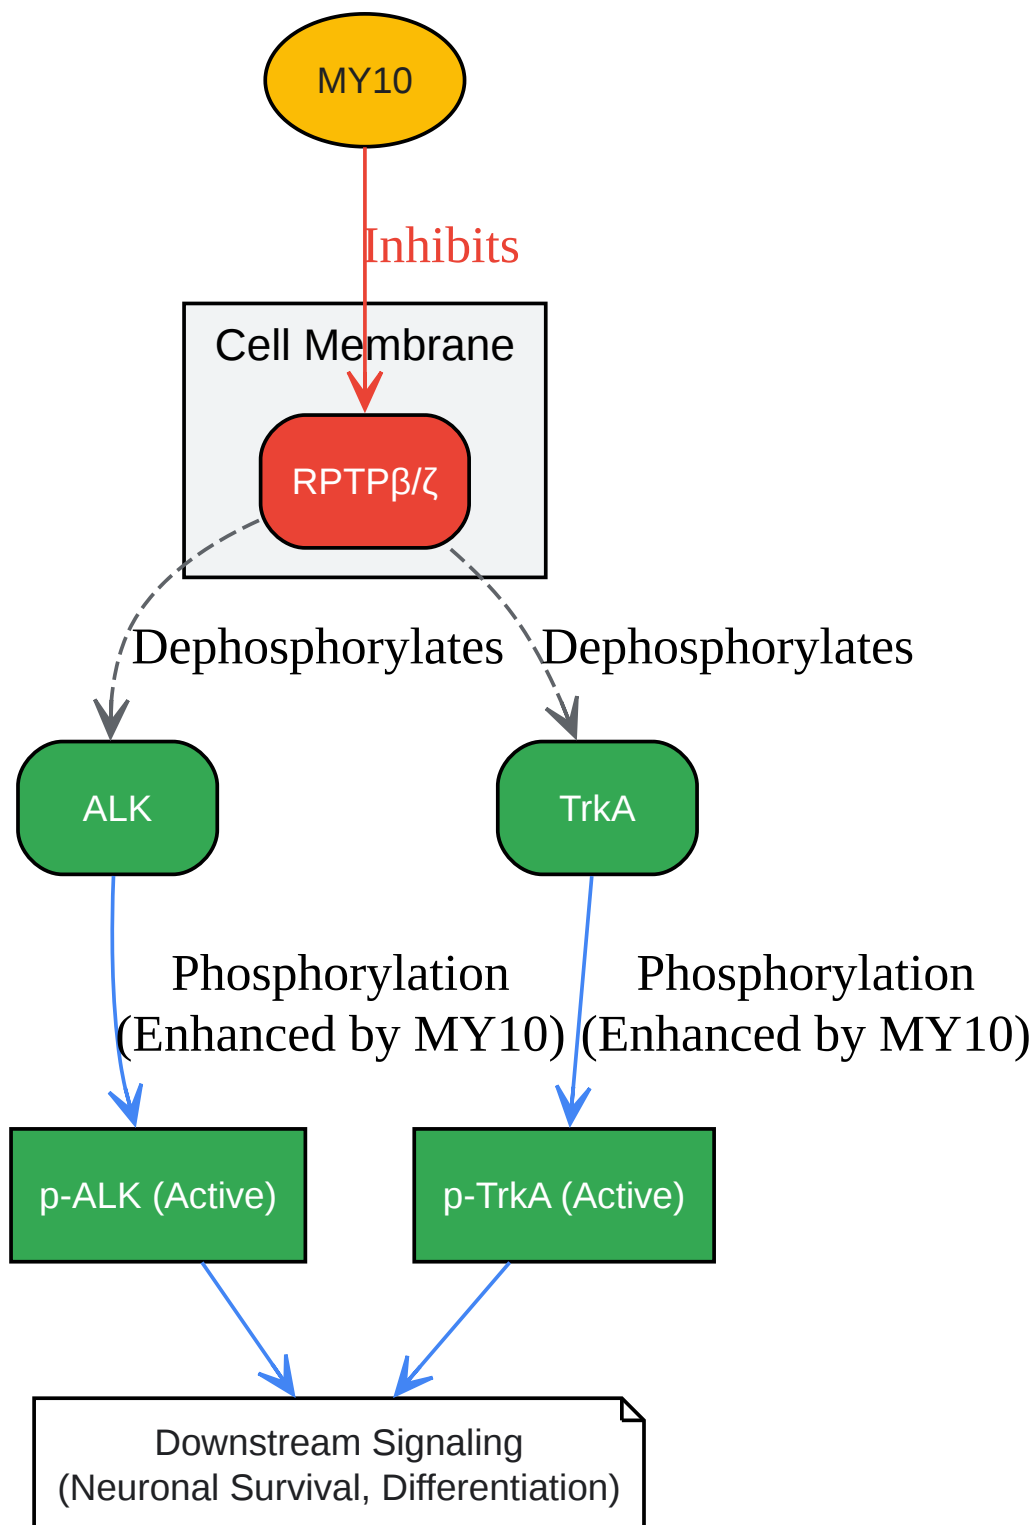 MY10
Inhibits
Cell Membrane
RPTPβ/ζ
Dephosphorylates
Dephosphorylates
ALK
TrkA
Phosphorylation
(Enhanced by MY10)
Phosphorylation
(Enhanced by MY10)
p-ALK (Active)
p-TrkA (Active)
Downstream Signaling
(Neuronal Survival, Differentiation)